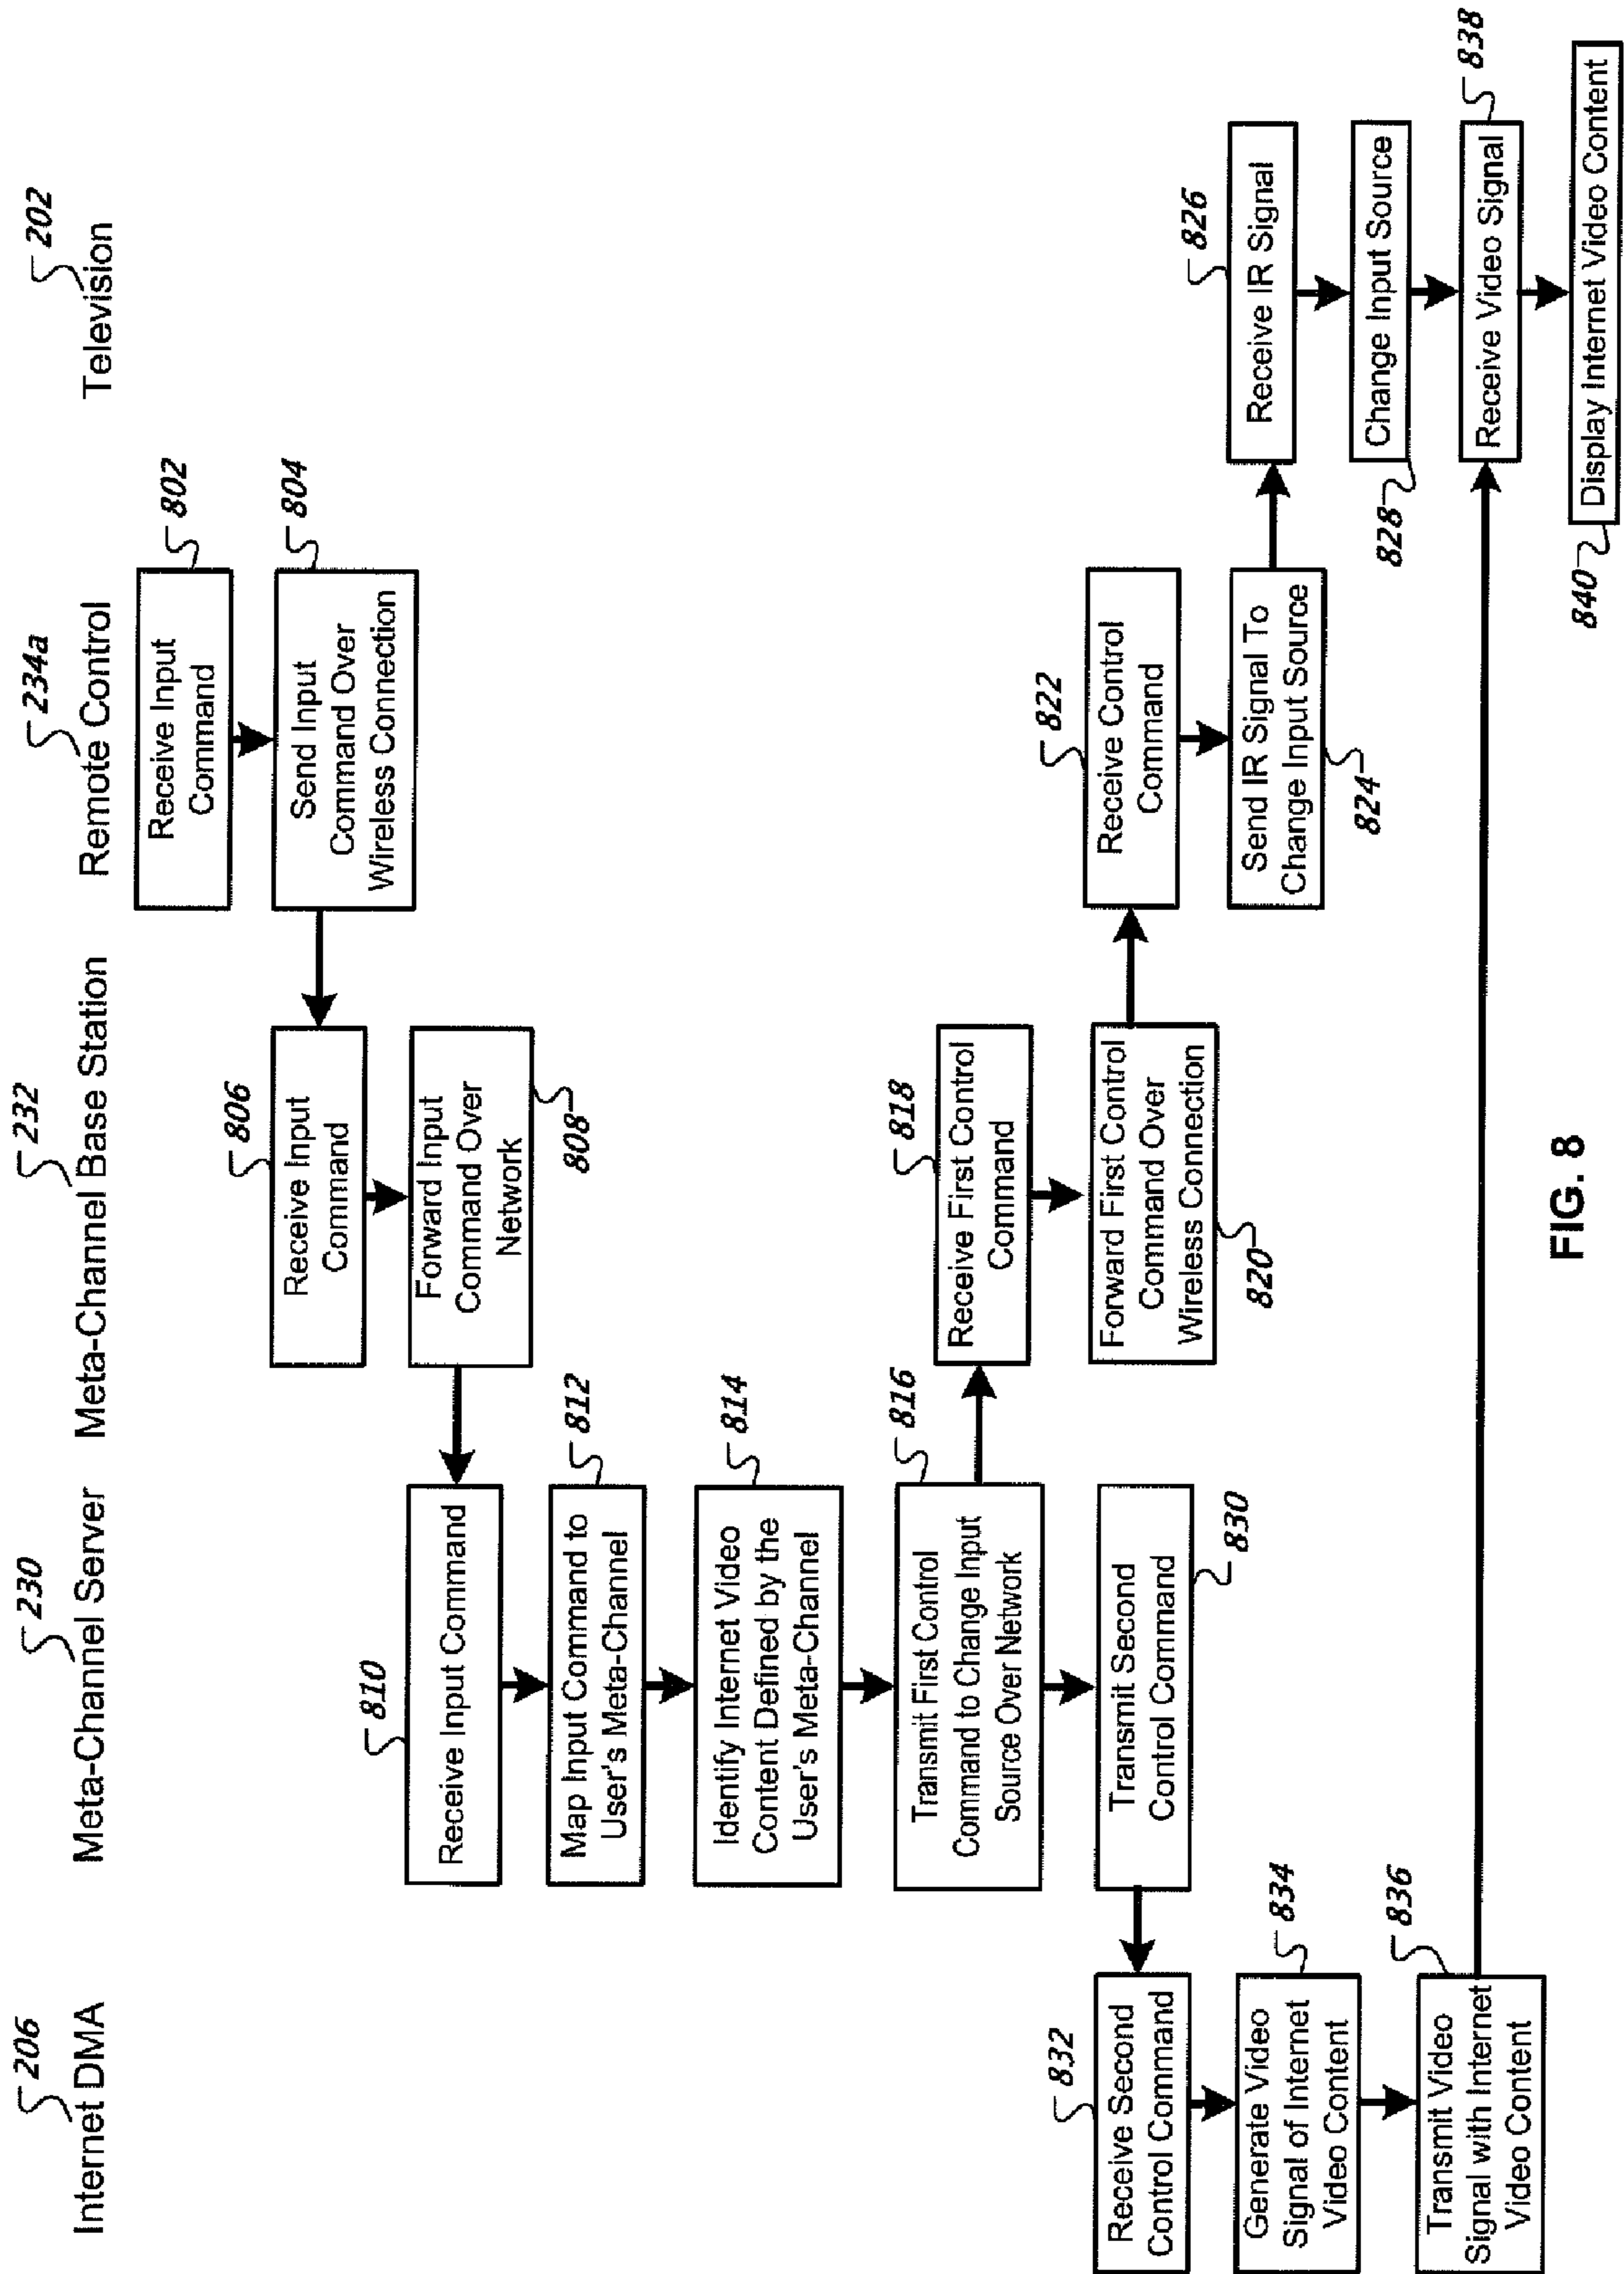 206
Internet DMA
230
Meta-Channel Server
232
Meta-Channel Base Station
234a
Remote Control
202
Television
802
Receive Input
Command
804
Send Input
Command Over
Wireless Connection
806
Receive Input
Command
808
Forward Input
Command Over
Network
810
Receive Input Command
812
Map Input Command to
User's Meta-Channel
814
Identify Internet Video
Content Defined by the
User's Meta-Channel
816
Transmit First Control
Command to Change Input
Source Over Network
818
Receive First Control
Command
820
Forward First Control
Command Over
Wireless Connection
822
Receive Control
Command
824
Send IR Signal To
Change Input Source
826
Receive IR Signal
828
Change Input Source
830
Transmit Second
Control Command
832
Receive Second
Control Command
834
Generate Video
Signal of Internet
Video Content
836
Transmit Video
Signal with Internet
Video Content
838
Receive Video Signal
840
Display Internet Video Content
FIG. 8